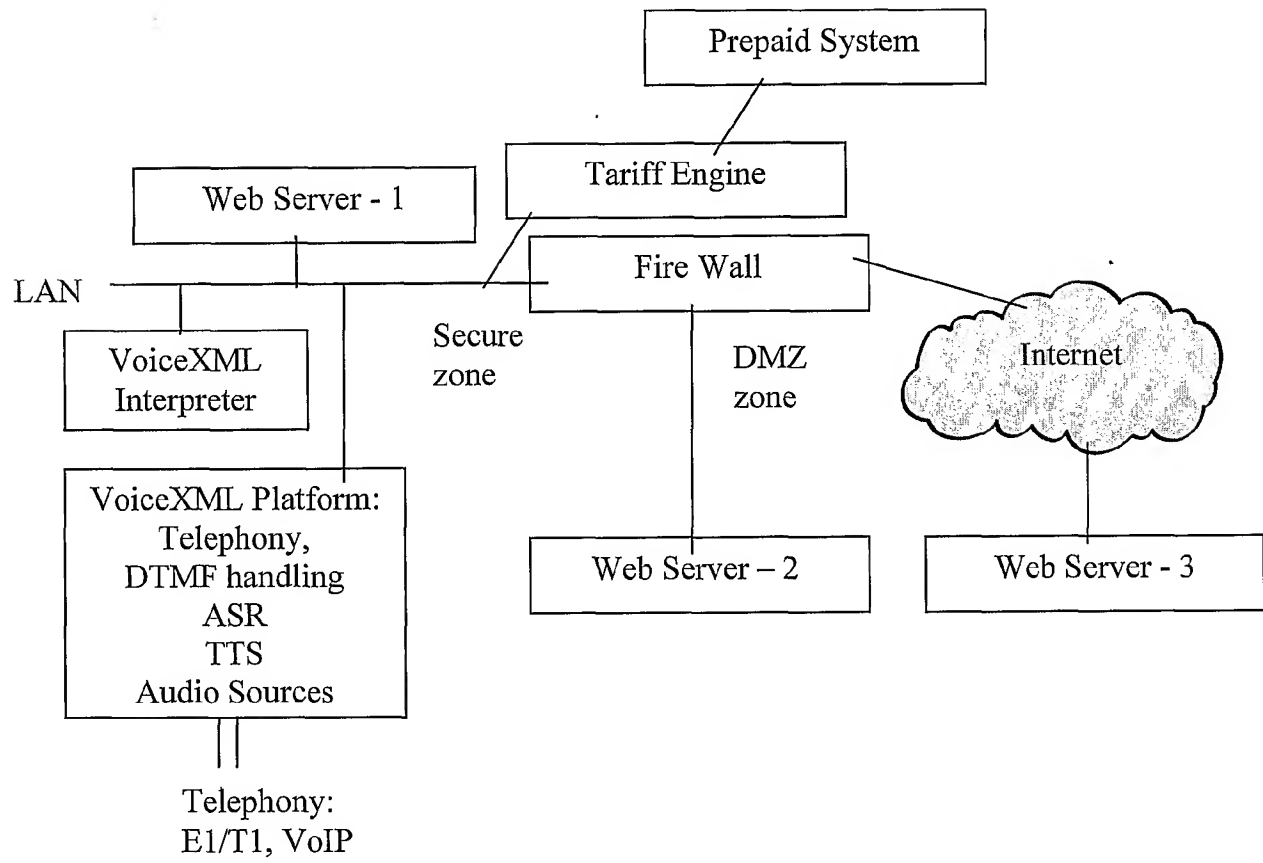 Prepaid System
Tariff Engine
Web Server - 1
Fire Wall
LAN
Secure
zone
DMZ
zone
Internet
VoiceXML
Interpreter
VoiceXML Platform:
Telephony,
DTMF handling
ASR
TTS
Audio Sources
Web Server – 2
Web Server - 3
Telephony:
E1/T1, VoIP